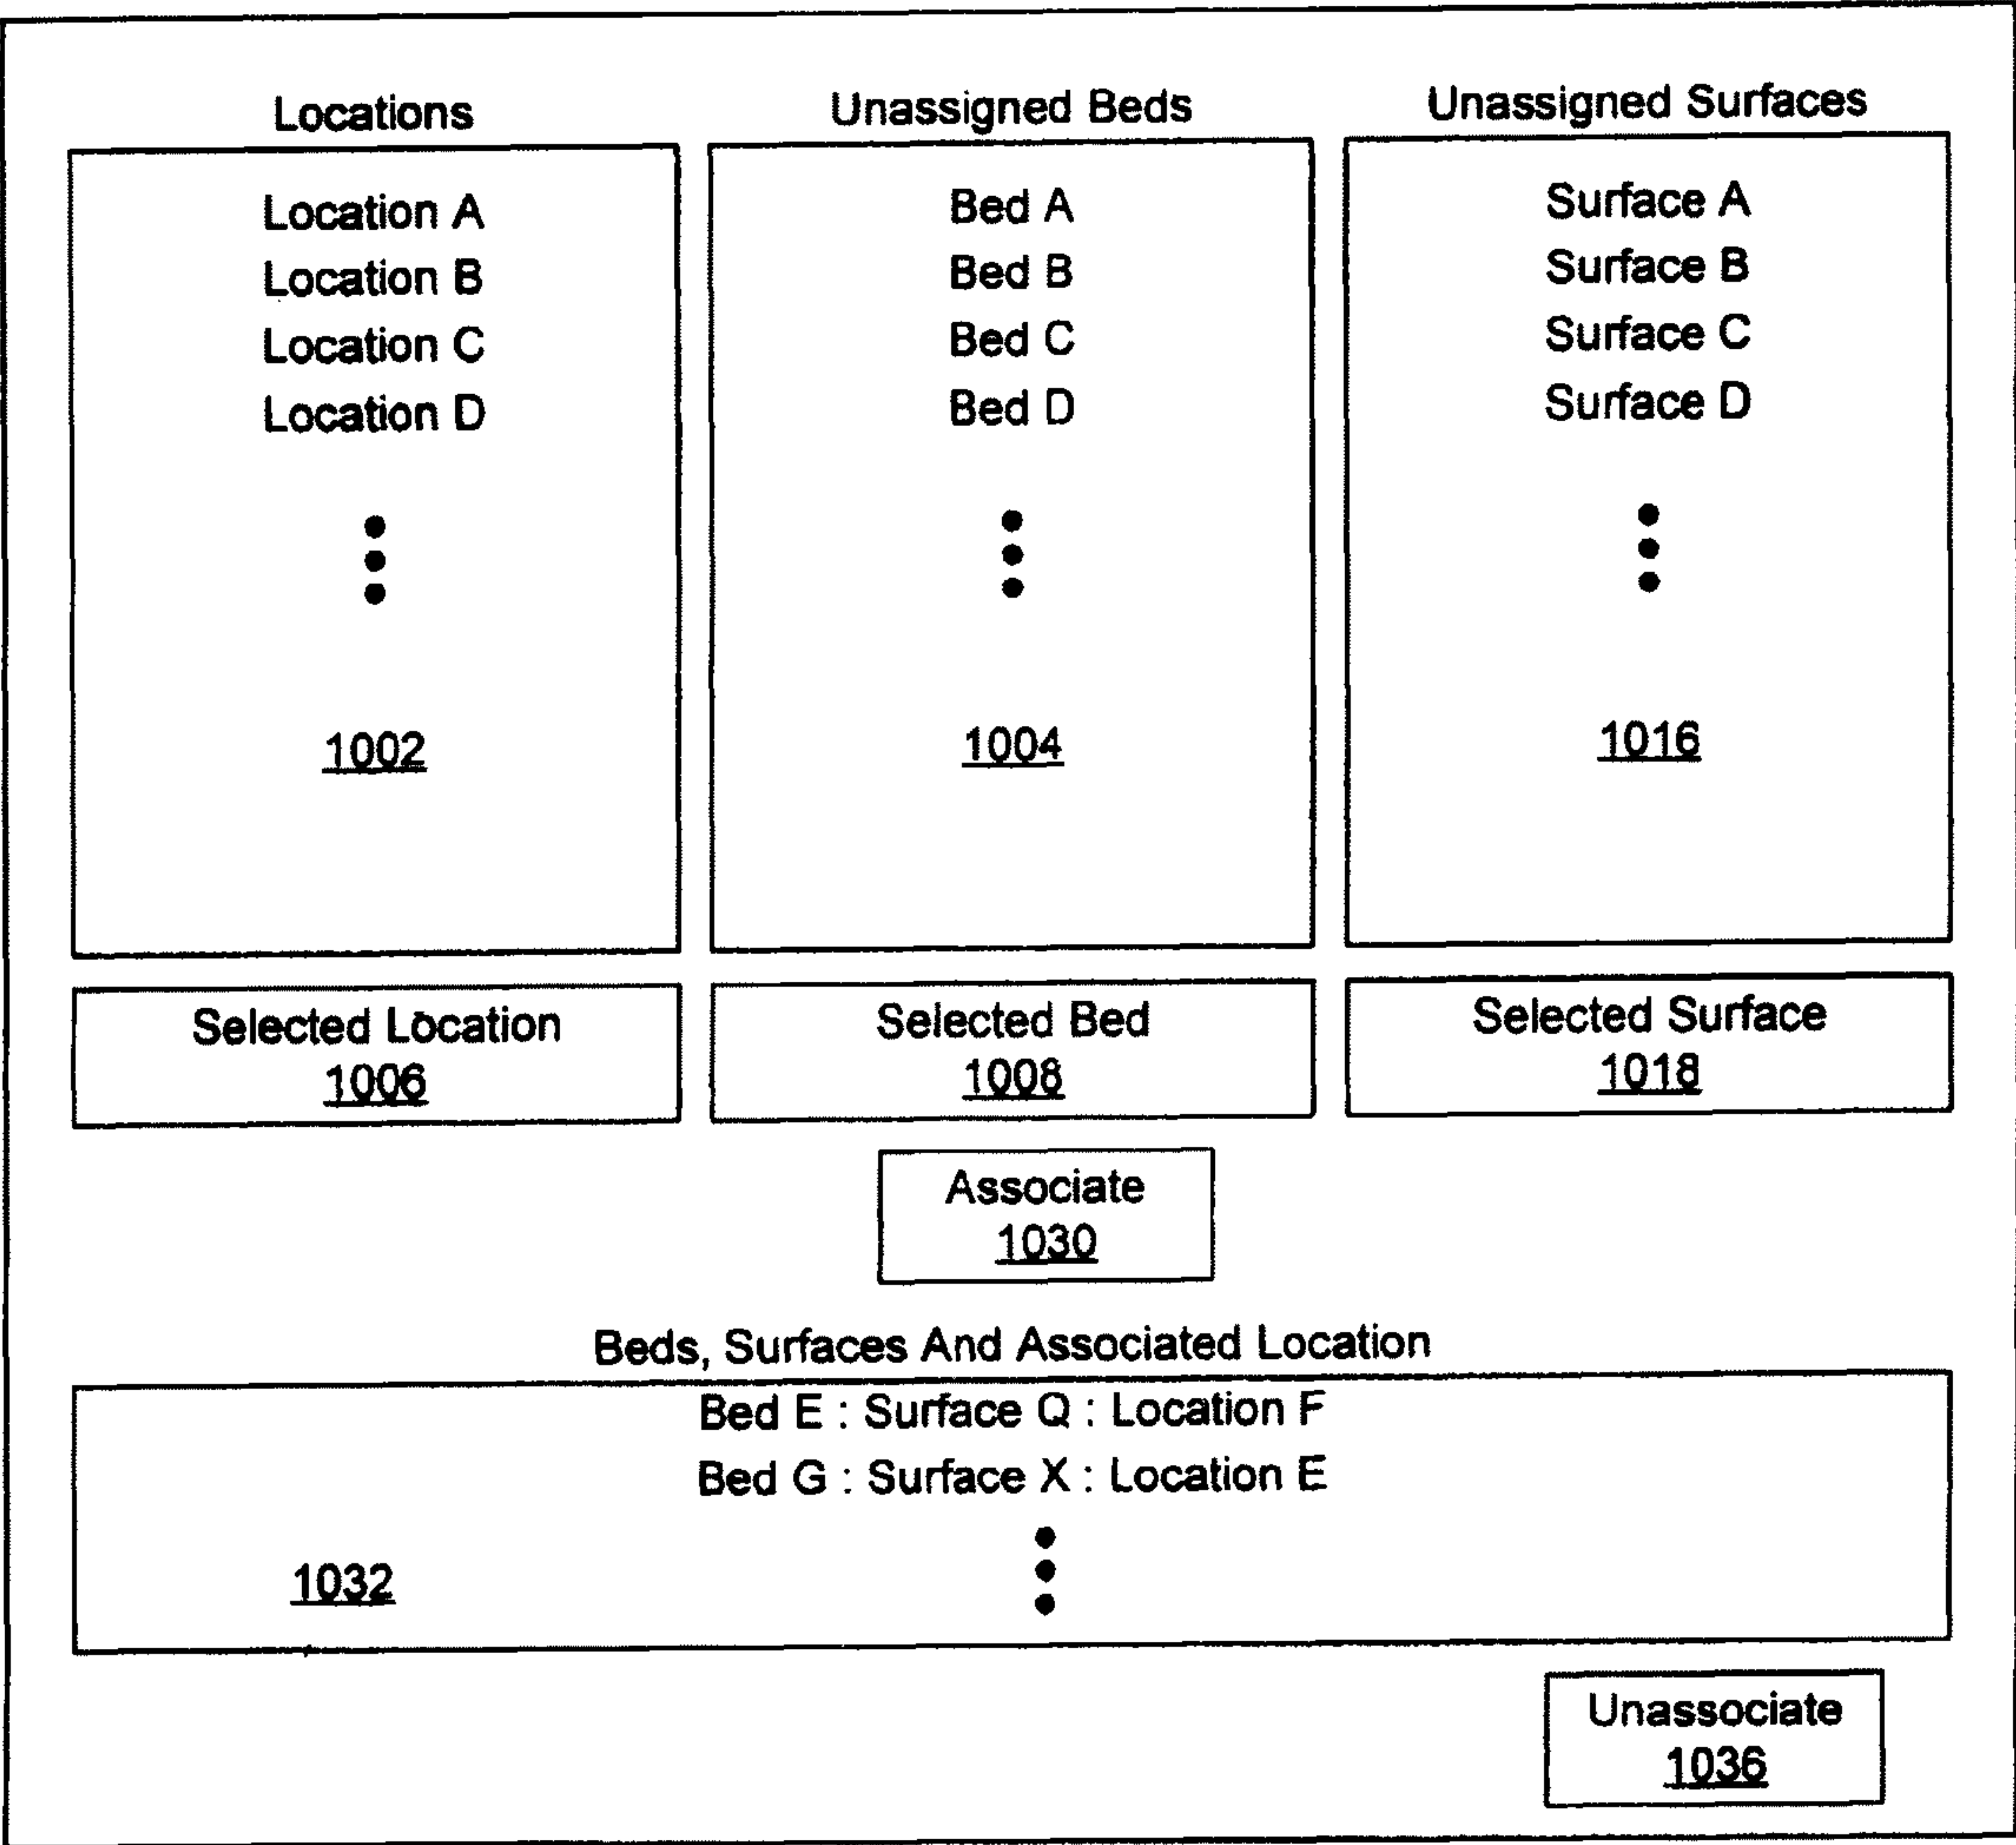 Locations
Location A
Location B
Location C
Location D
1002
Unassigned Beds
Bed A
Bed B
Bed C
Bed D
1004
Unassigned Surfaces
Surface A
Surface B
Surface C
Surface D
1016
Selected Location
1006
Selected Bed
1008
Selected Surface
1018
Associate
1030
Beds, Surfaces And Associated Location
Bed E : Surface Q : Location F
Bed G : Surface X : Location E
1032
Unassociate
1036